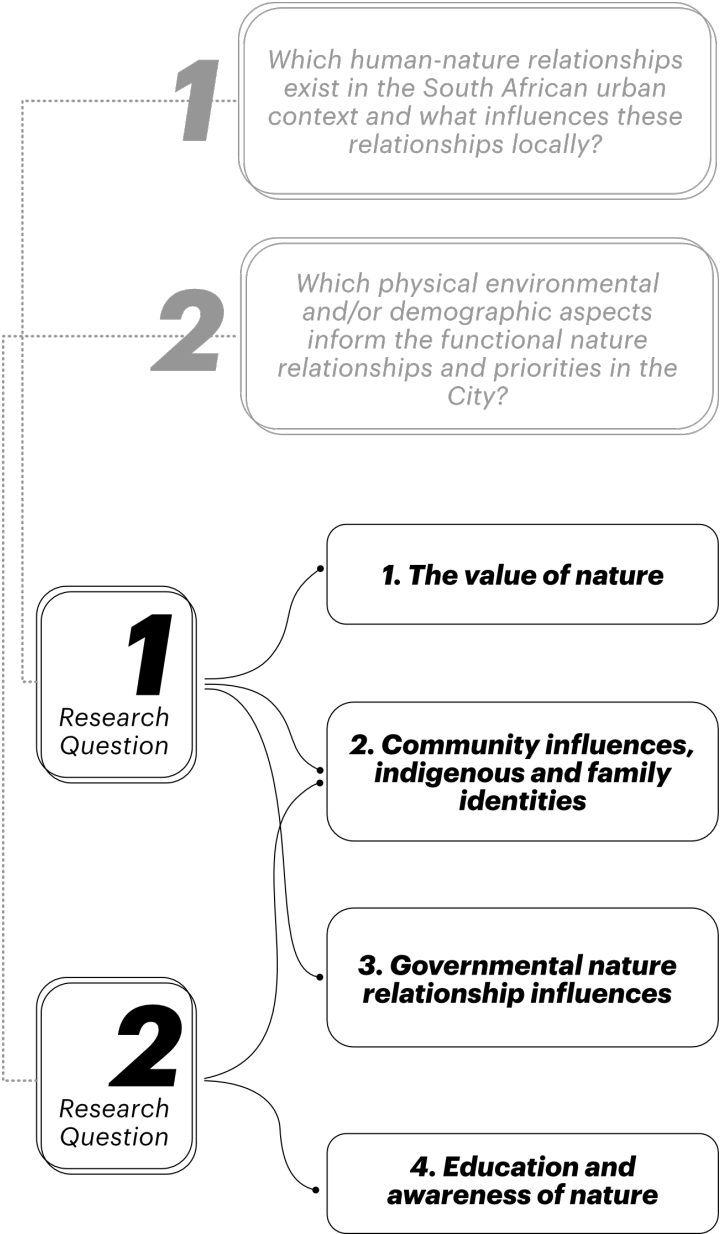 1
Which human-nature relationships
exist in the South African urban
context and what influences these
relationships locally?
2
Which physical environmental
and/or demographic aspects
inform the functional nature
relationships and priorities in the
City?
1
Research
Question
1. The value of nature
2. Community influences,
indigenous and family
identities
3. Governmental nature
relationship influences
2
Research
Question
4. Education and
awareness of nature